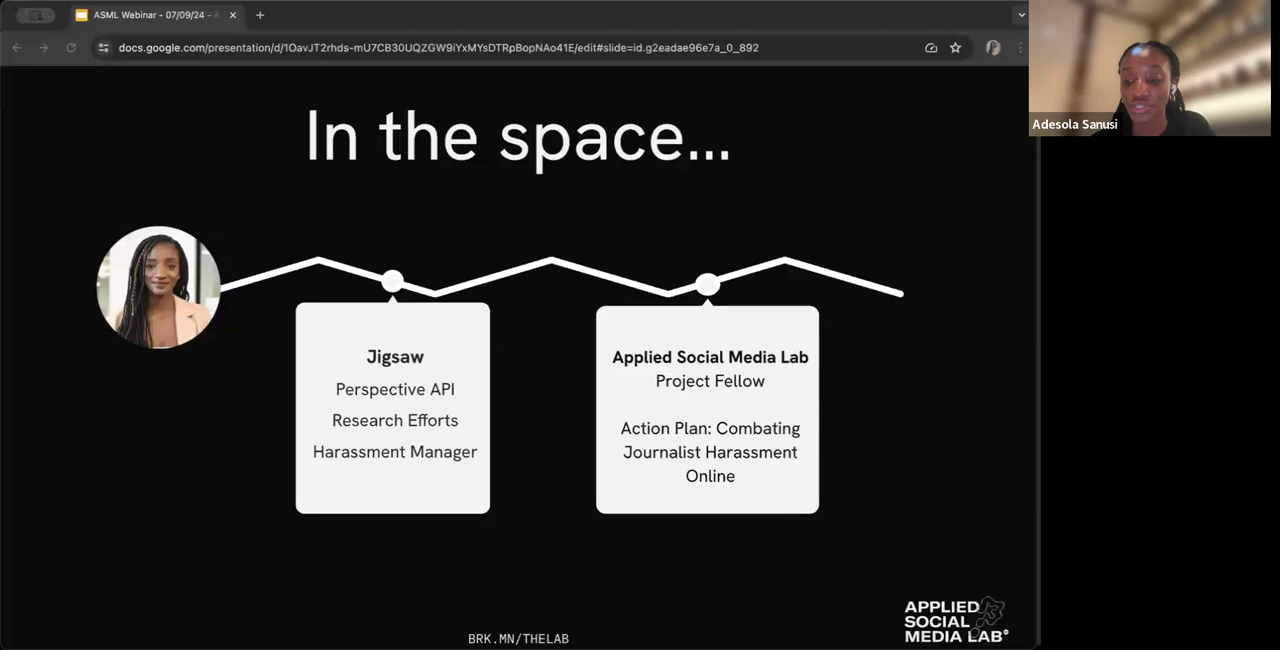 ASML Webinar - 07/09/24 -
docs.google.com/presentation/d/1OavJT2rhds-mU7CB30UQZGW9iYxMYsDTRpBopNAo41E/edit#slide=id.g2eadae96e7a_0_892
Adesola Sanusi
In the space...
Jigsaw
Perspective API
Research Efforts
Harassment Manager
Applied Social Media Lab
Project Fellow
Action Plan: Combating
Journalist Harassment
Online
BRK.MN/THELAB
APPLIED
SOCIAL
MEDIA LAB